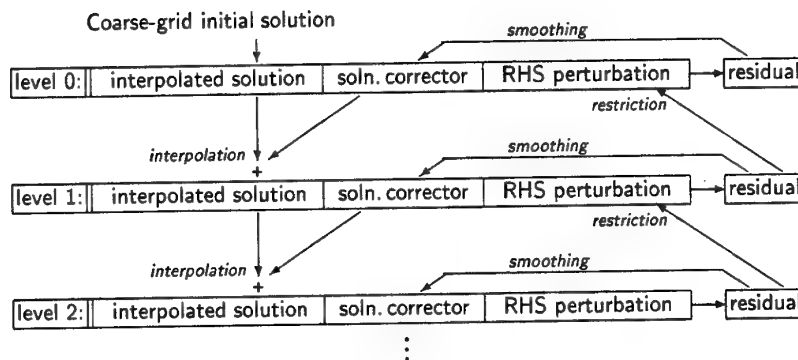 Coarse-grid initial solution
smoothing
level 0: interpolated solution soln. corrector RHS perturbation residual
restriction
interpolation
+
smoothing
level 1: interpolated solution soln. corrector RHS perturbation residual
restriction
interpolation
+
smoothing
level 2: interpolated solution soln. corrector RHS perturbation residual